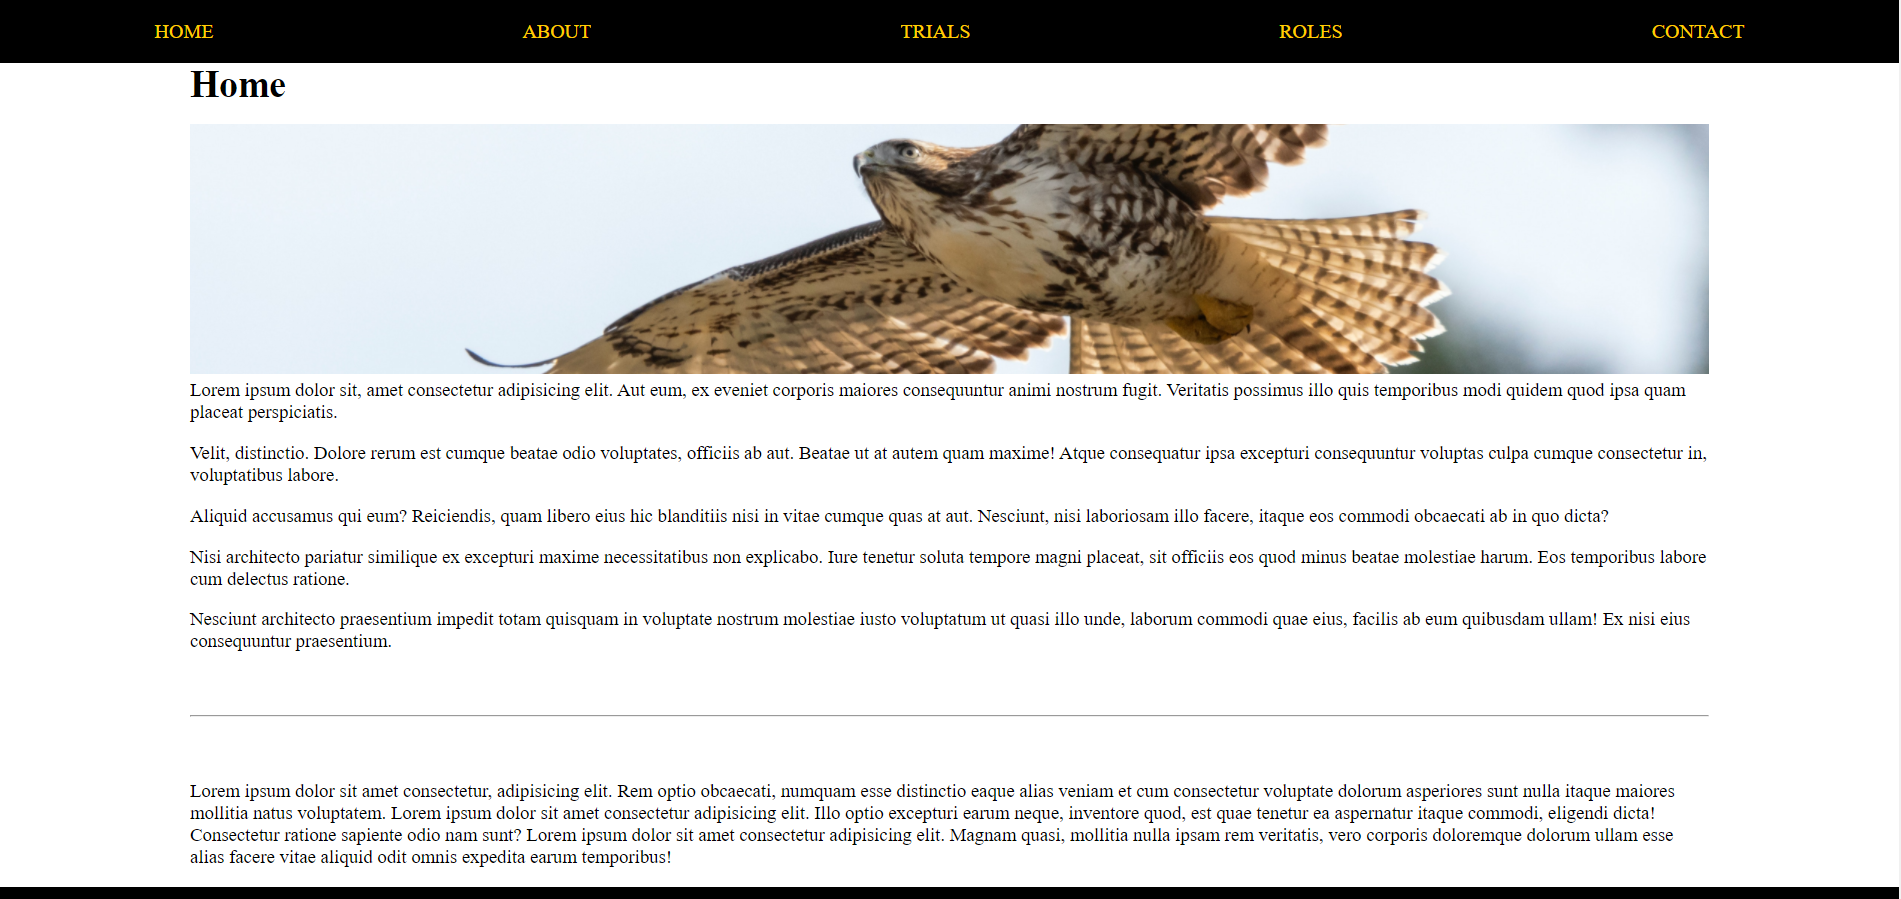 HOME ABOUT TRIALS ROLES CONTACT
Home
Lorem ipsum dolor sit, amet consectetur adipisicing elit. Aut eum, ex eveniet corporis maiores consequuntur animi nostrum fugit. Veritatis possimus illo quis temporibus modi quidem quod ipsa quam
placeat perspiciatis.
Velit, distinctio. Dolore rerum est cumque beatae odio voluptates, officiis ab aut. Beatae ut at autem quam maxime! Atque consequatur ipsa excepturi consequuntur voluptas culpa cumque consectetur in,
voluptatibus labore.
Aliquid accusamus qui eum? Reiciendis, quam libero eius hic blanditiis nisi in vitae cumque quas at aut. Nesciunt, nisi laboriosam illo facere, itaque eos commodi obcaecati ab in quo dicta?
Nisi architecto pariatur similique ex excepturi maxime necessitatibus non explicabo. Iure tenetur soluta tempore magni placeat, sit officiis eos quod minus beatae molestiae harum. Eos temporibus labore
cum delectus ratione.
Nesciunt architecto praesentium impedit totam quisquam in voluptate nostrum molestiae iusto voluptatum ut quasi illo unde, laborum commodi quae eius, facilis ab eum quibusdam ullam! Ex nisi eius
consequuntur praesentium.
Lorem ipsum dolor sit amet consectetur, adipisicing elit. Rem optio obcaecati, numquam esse distinctio eaque alias veniam et cum consectetur voluptate dolorum asperiores sunt nulla itaque maiores
mollitia natus voluptatem. Lorem ipsum dolor sit amet consectetur adipisicing elit. Illo optio excepturi earum neque, inventore quod, est quae tenetur ea aspernatur itaque commodi, eligendi dicta!
Consectetur ratione sapiente odio nam sunt? Lorem ipsum dolor sit amet consectetur adipisicing elit. Magnam quasi, mollitia nulla ipsam rem veritatis, vero corporis doloremque dolorum ullam esse
alias facere vitae aliquid odit omnis expedita earum temporibus!